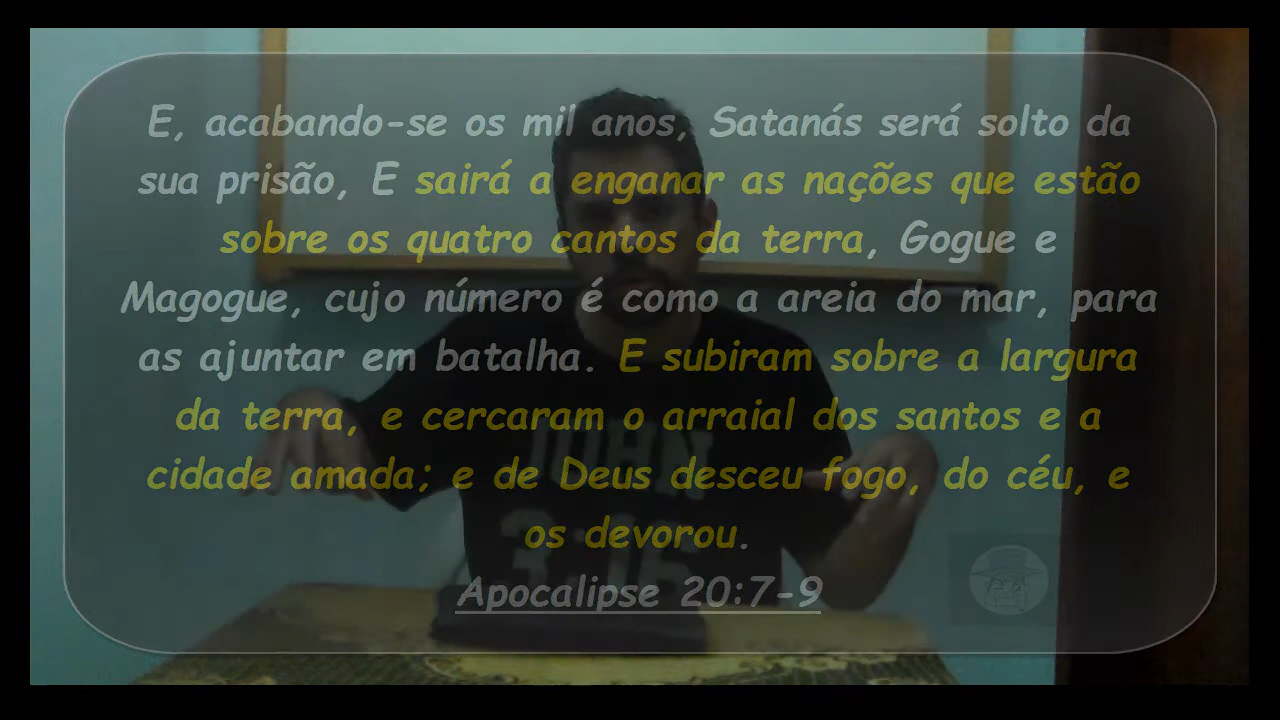 E, acabando-se os mil anos, Satanás será solto da
sua prisão, E sairá a enganar as nações que estão
sobre os quatro cantos da terra, Gogue e
Magogue, cujo número é como a areia do mar, para
as ajuntar em batalha. E subiram sobre a largura
da terra, e cercaram o arraial dos santos e a
cidade amada; e de Deus desceu fogo, do céu, e
os devorou.
Apocalipse 20:7-9
JOHN
3:16